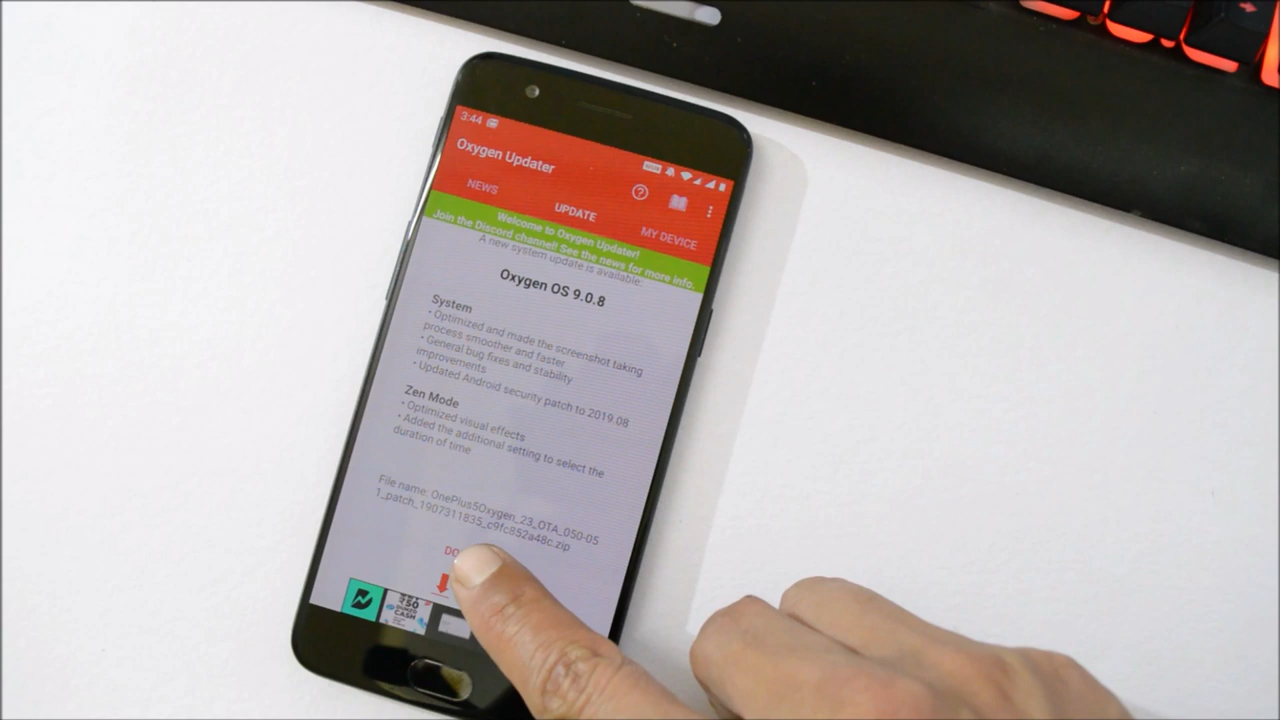 3:44
Oxygen Updater
NEWS
UPDATE
MY DEVICE
Welcome to Oxygen Updater!
Join the Discord channel! See the news for more info.
A new system update is available:
Oxygen OS 9.0.8
System
• Optimized and made the screenshot taking
process smoother and faster
• General bug fixes and stability
improvements
• Updated Android security patch to 2019.08
Zen Mode
• Optimized visual effects
• Added the additional setting to select the
duration of time
File name: OnePlus5Oxygen_23_OTA_050-05
1_patch_1907311835_c9fc852a48c.zip
DO
₹50
CASH